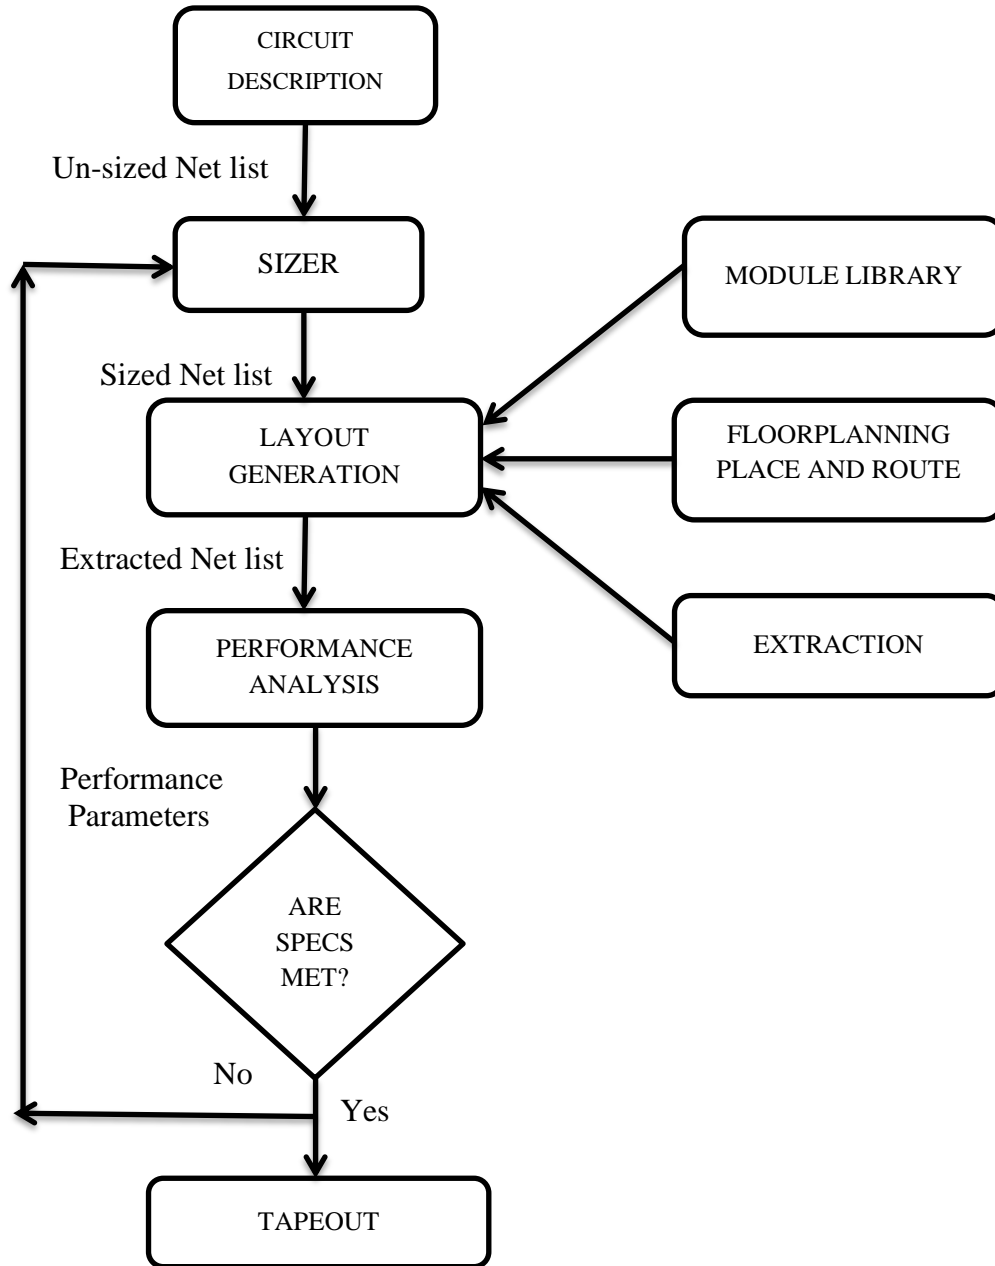 CIRCUIT
DESCRIPTION
Un-sized Net list
SIZER
MODULE LIBRARY
Sized Net list
LAYOUT
GENERATION
FLOORPLANNING
PLACE AND ROUTE
Extracted Net list
PERFORMANCE
ANALYSIS
EXTRACTION
Performance
Parameters
ARE
SPECS
MET?
No
Yes
TAPEOUT